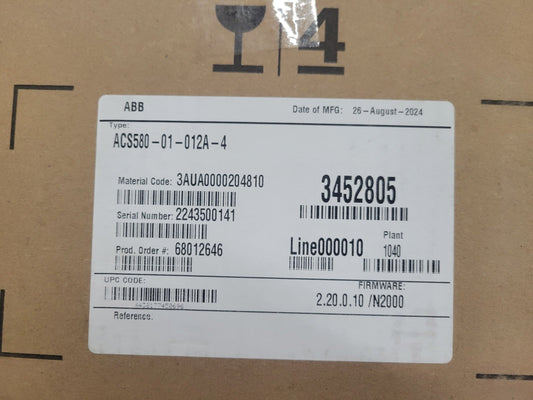 4
ABB
Date of MFG: 26-August-2024
Type:
ACS580-01-012A-4
Material Code: 3AUA0000204810
3452805
Serial Number: 2243500141
Plant
Prod. Order #: 68012646
Line000010 1040
UPC CODE:
FIRMWARE:
2.20.0.10 /N2000
Reference.